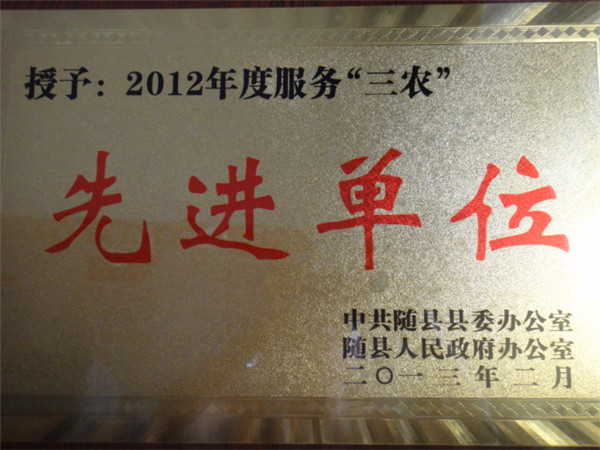 授予：2012年度服务“三农”
先进单位
中共随县县委办公室
随县人民政府办公室
二〇一三年二月